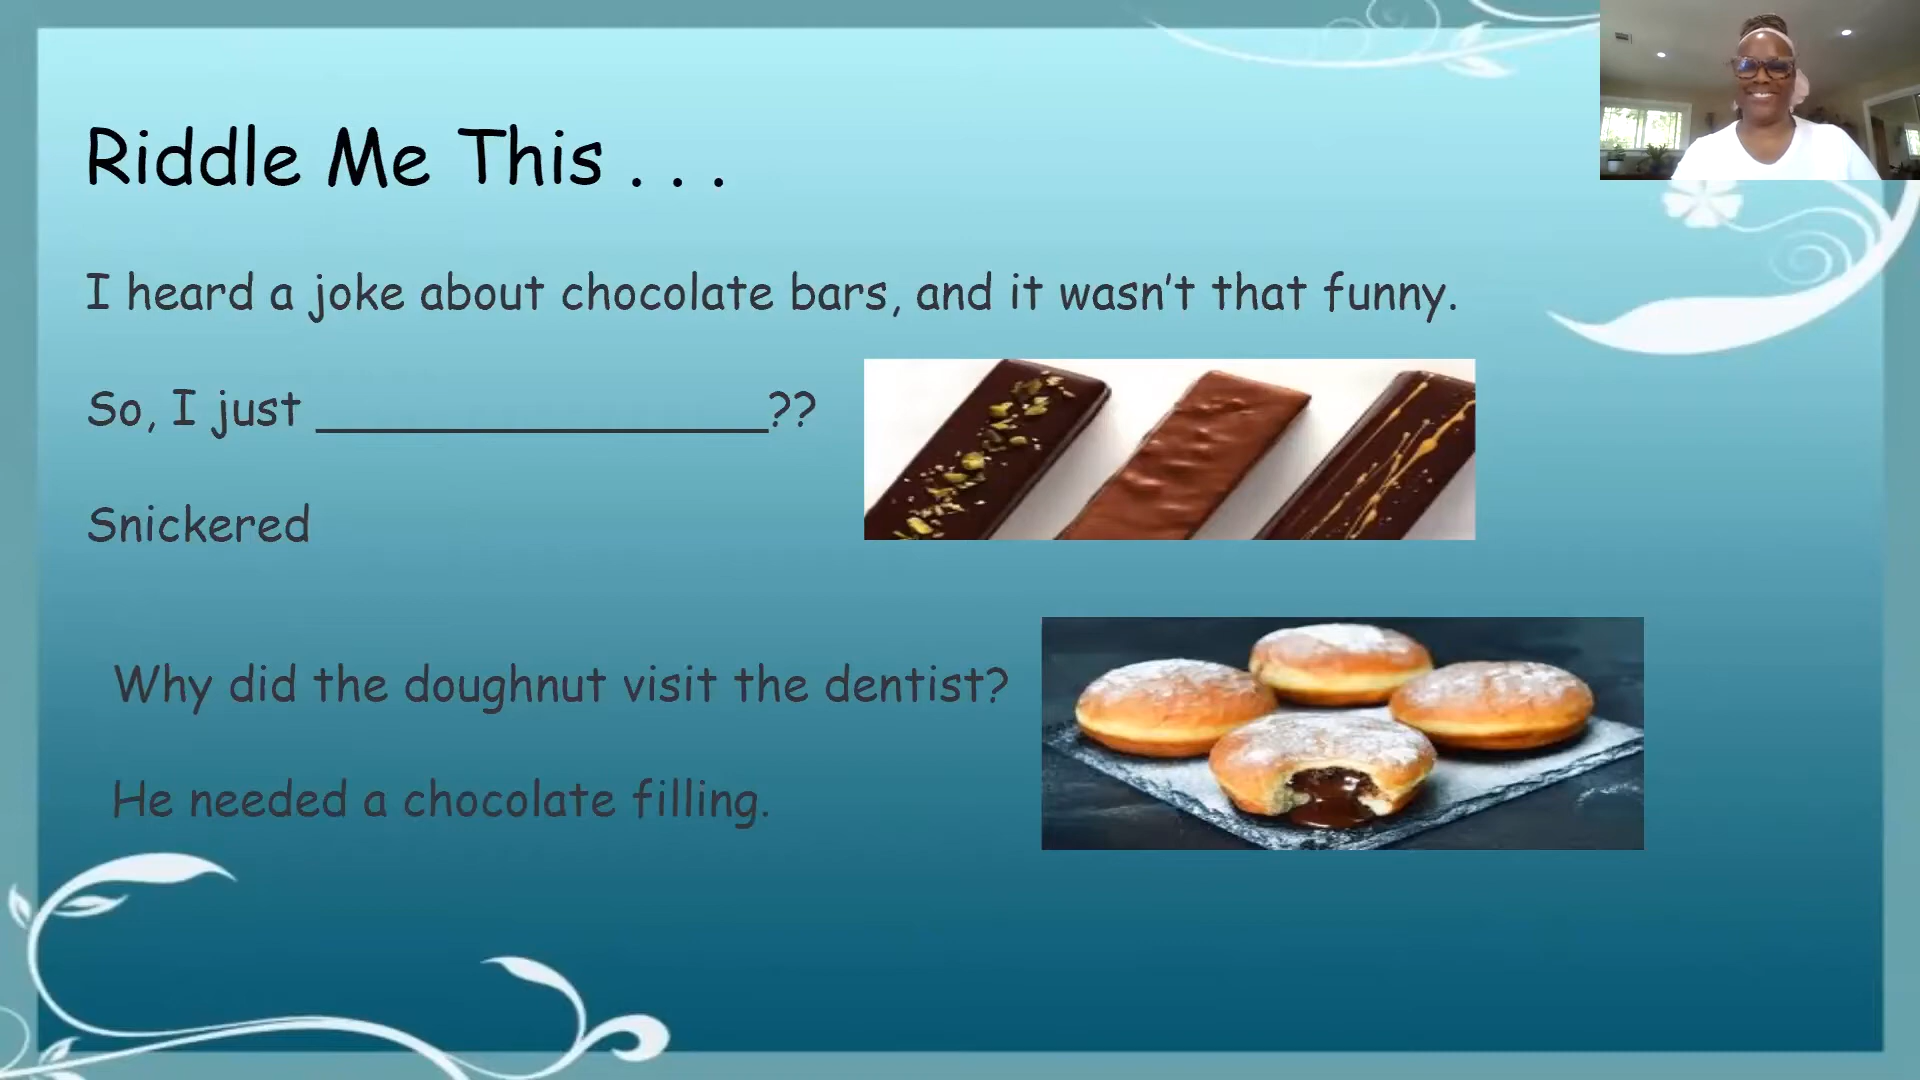 Riddle Me This . . .
I heard a joke about chocolate bars, and it wasn't that funny.
So, I just __________________??
Snickered
Why did the doughnut visit the dentist?
He needed a chocolate filling.